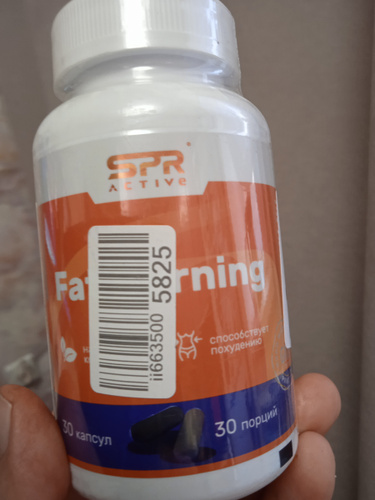 SPR
ACTIVE
Fat rning
ii663500 5825
способствует
похудению
30 капсул
30 порций